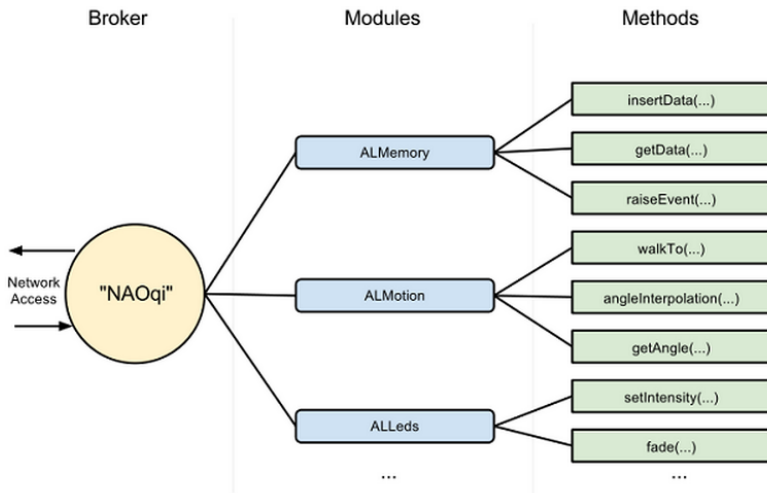 Broker
Modules
Methods
insertData(...)
ALMemory
getData(...)
raiseEvent(...)
walkTo(...)
Network
Access
"NAOqi"
ALMotion
angleInterpolation(...)
getAngle(...)
setIntensity(...)
ALLeds
fade(...)
...
...